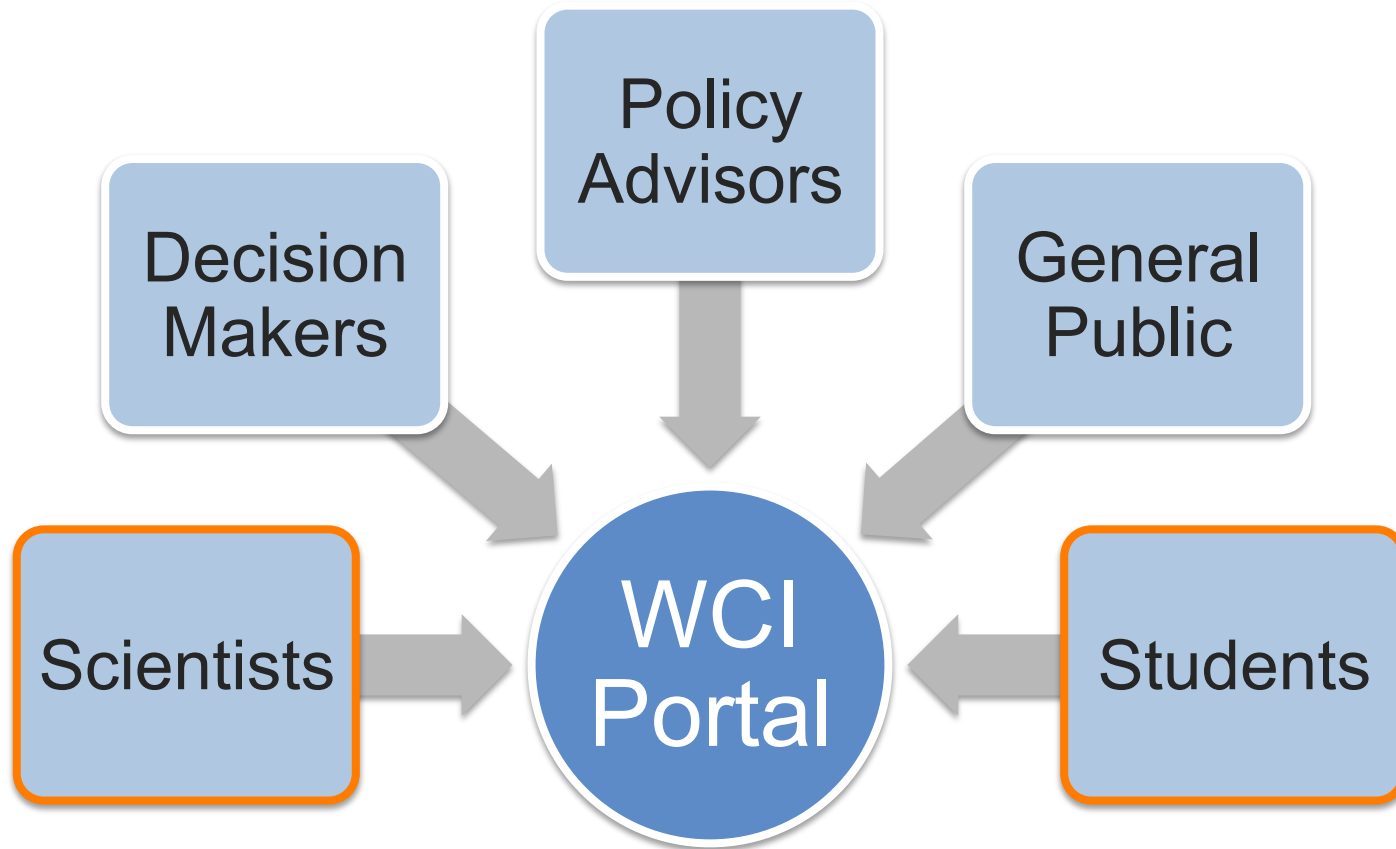 Policy
Advisors
Decision
Makers
General
Public
Scientists
WCI
Portal
Students